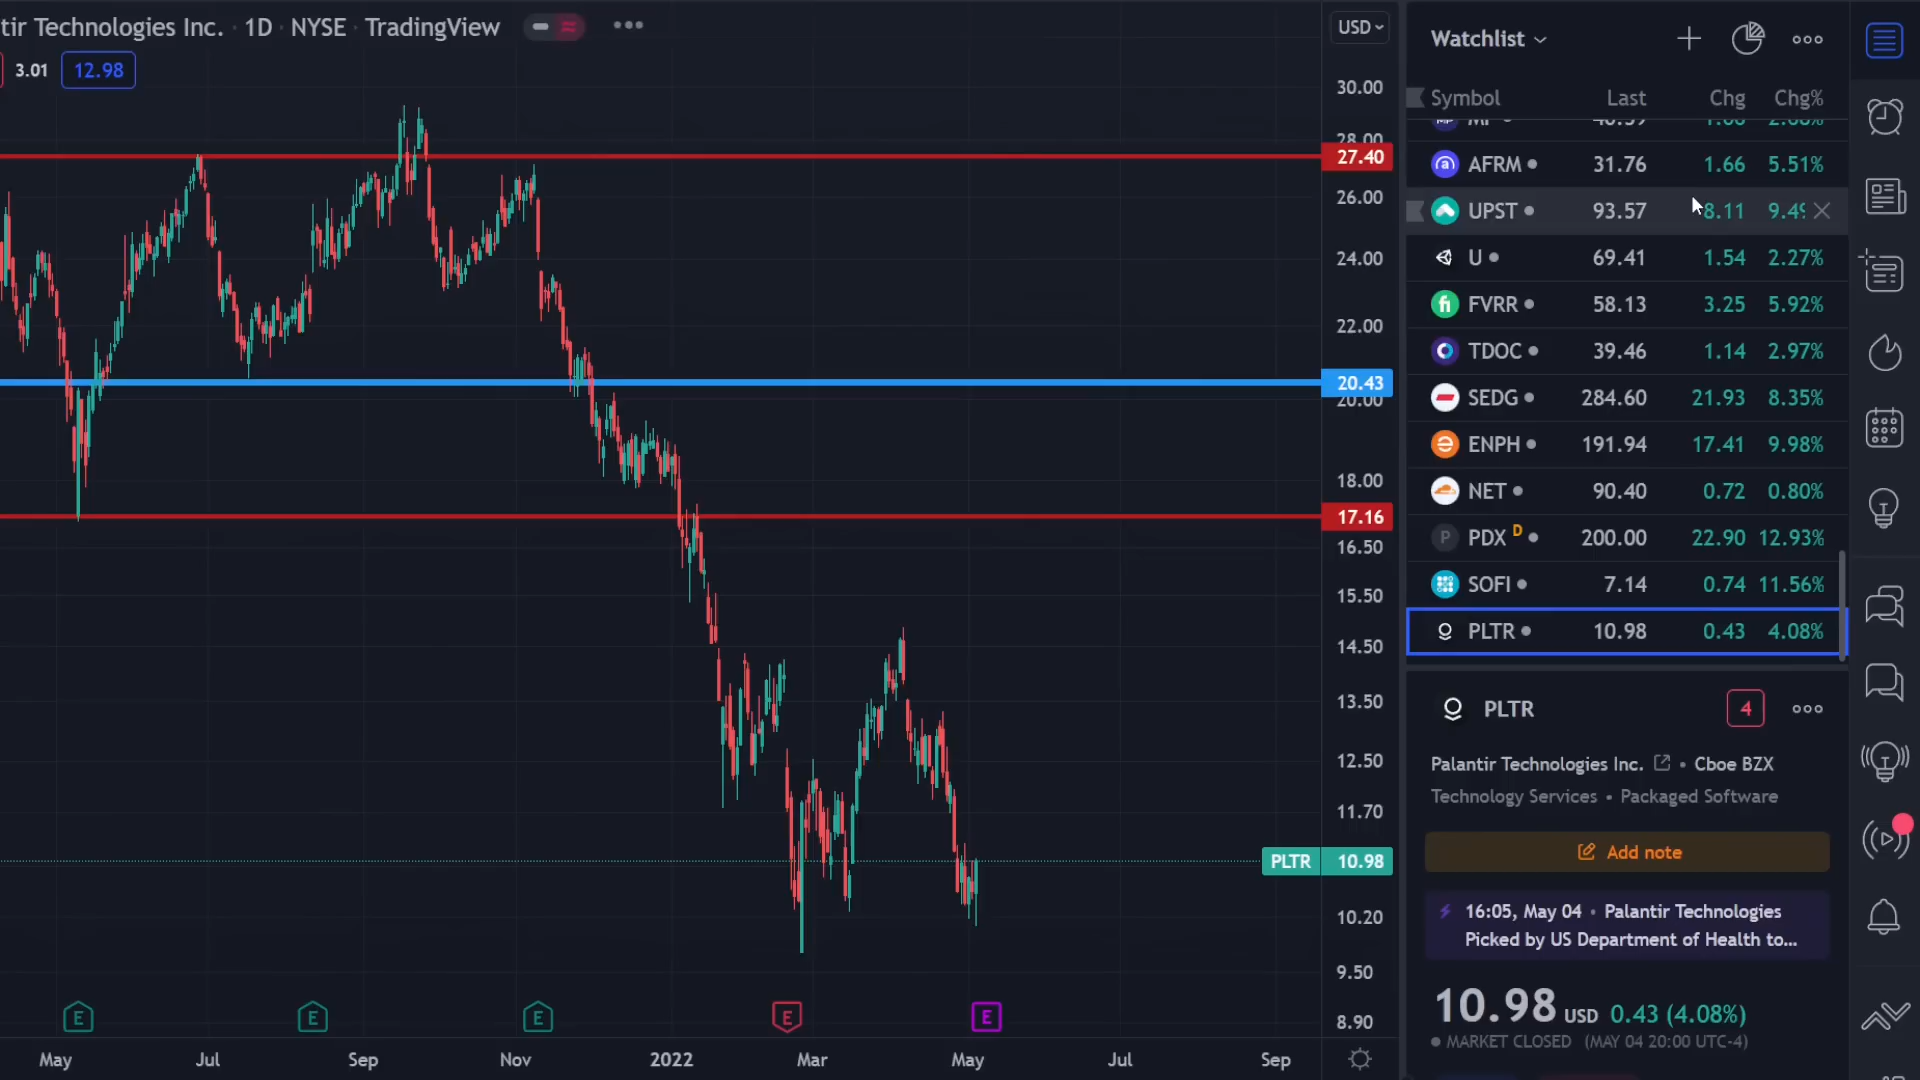 tir Technologies Inc. · 1D · NYSE · TradingView
USD
3.01 12.98
30.00
28.00
27.40
26.00
24.00
22.00
20.43
20.00
18.00
17.16
16.50
15.50
14.50
13.50
12.50
11.70
PLTR 10.98
10.20
9.50
8.90
E E E E E
May Jul Sep Nov 2022 Mar May Jul Sep
Watchlist
Symbol Last Chg Chg%
AFRM 31.76 1.66 5.51%
UPST 93.57 8.11 9.49
U 69.41 1.54 2.27%
FVRR 58.13 3.25 5.92%
TDOC 39.46 1.14 2.97%
SEDG 284.60 21.93 8.35%
ENPH 191.94 17.41 9.98%
NET 90.40 0.72 0.80%
P PDX D 200.00 22.90 12.93%
SOFI 7.14 0.74 11.56%
PLTR 10.98 0.43 4.08%
PLTR 4
Palantir Technologies Inc. • Cboe BZX
Technology Services • Packaged Software
Add note
16:05, May 04 · Palantir Technologies
Picked by US Department of Health to...
10.98 USD 0.43 (4.08%)
MARKET CLOSED (MAY 04 20:00 UTC-4)